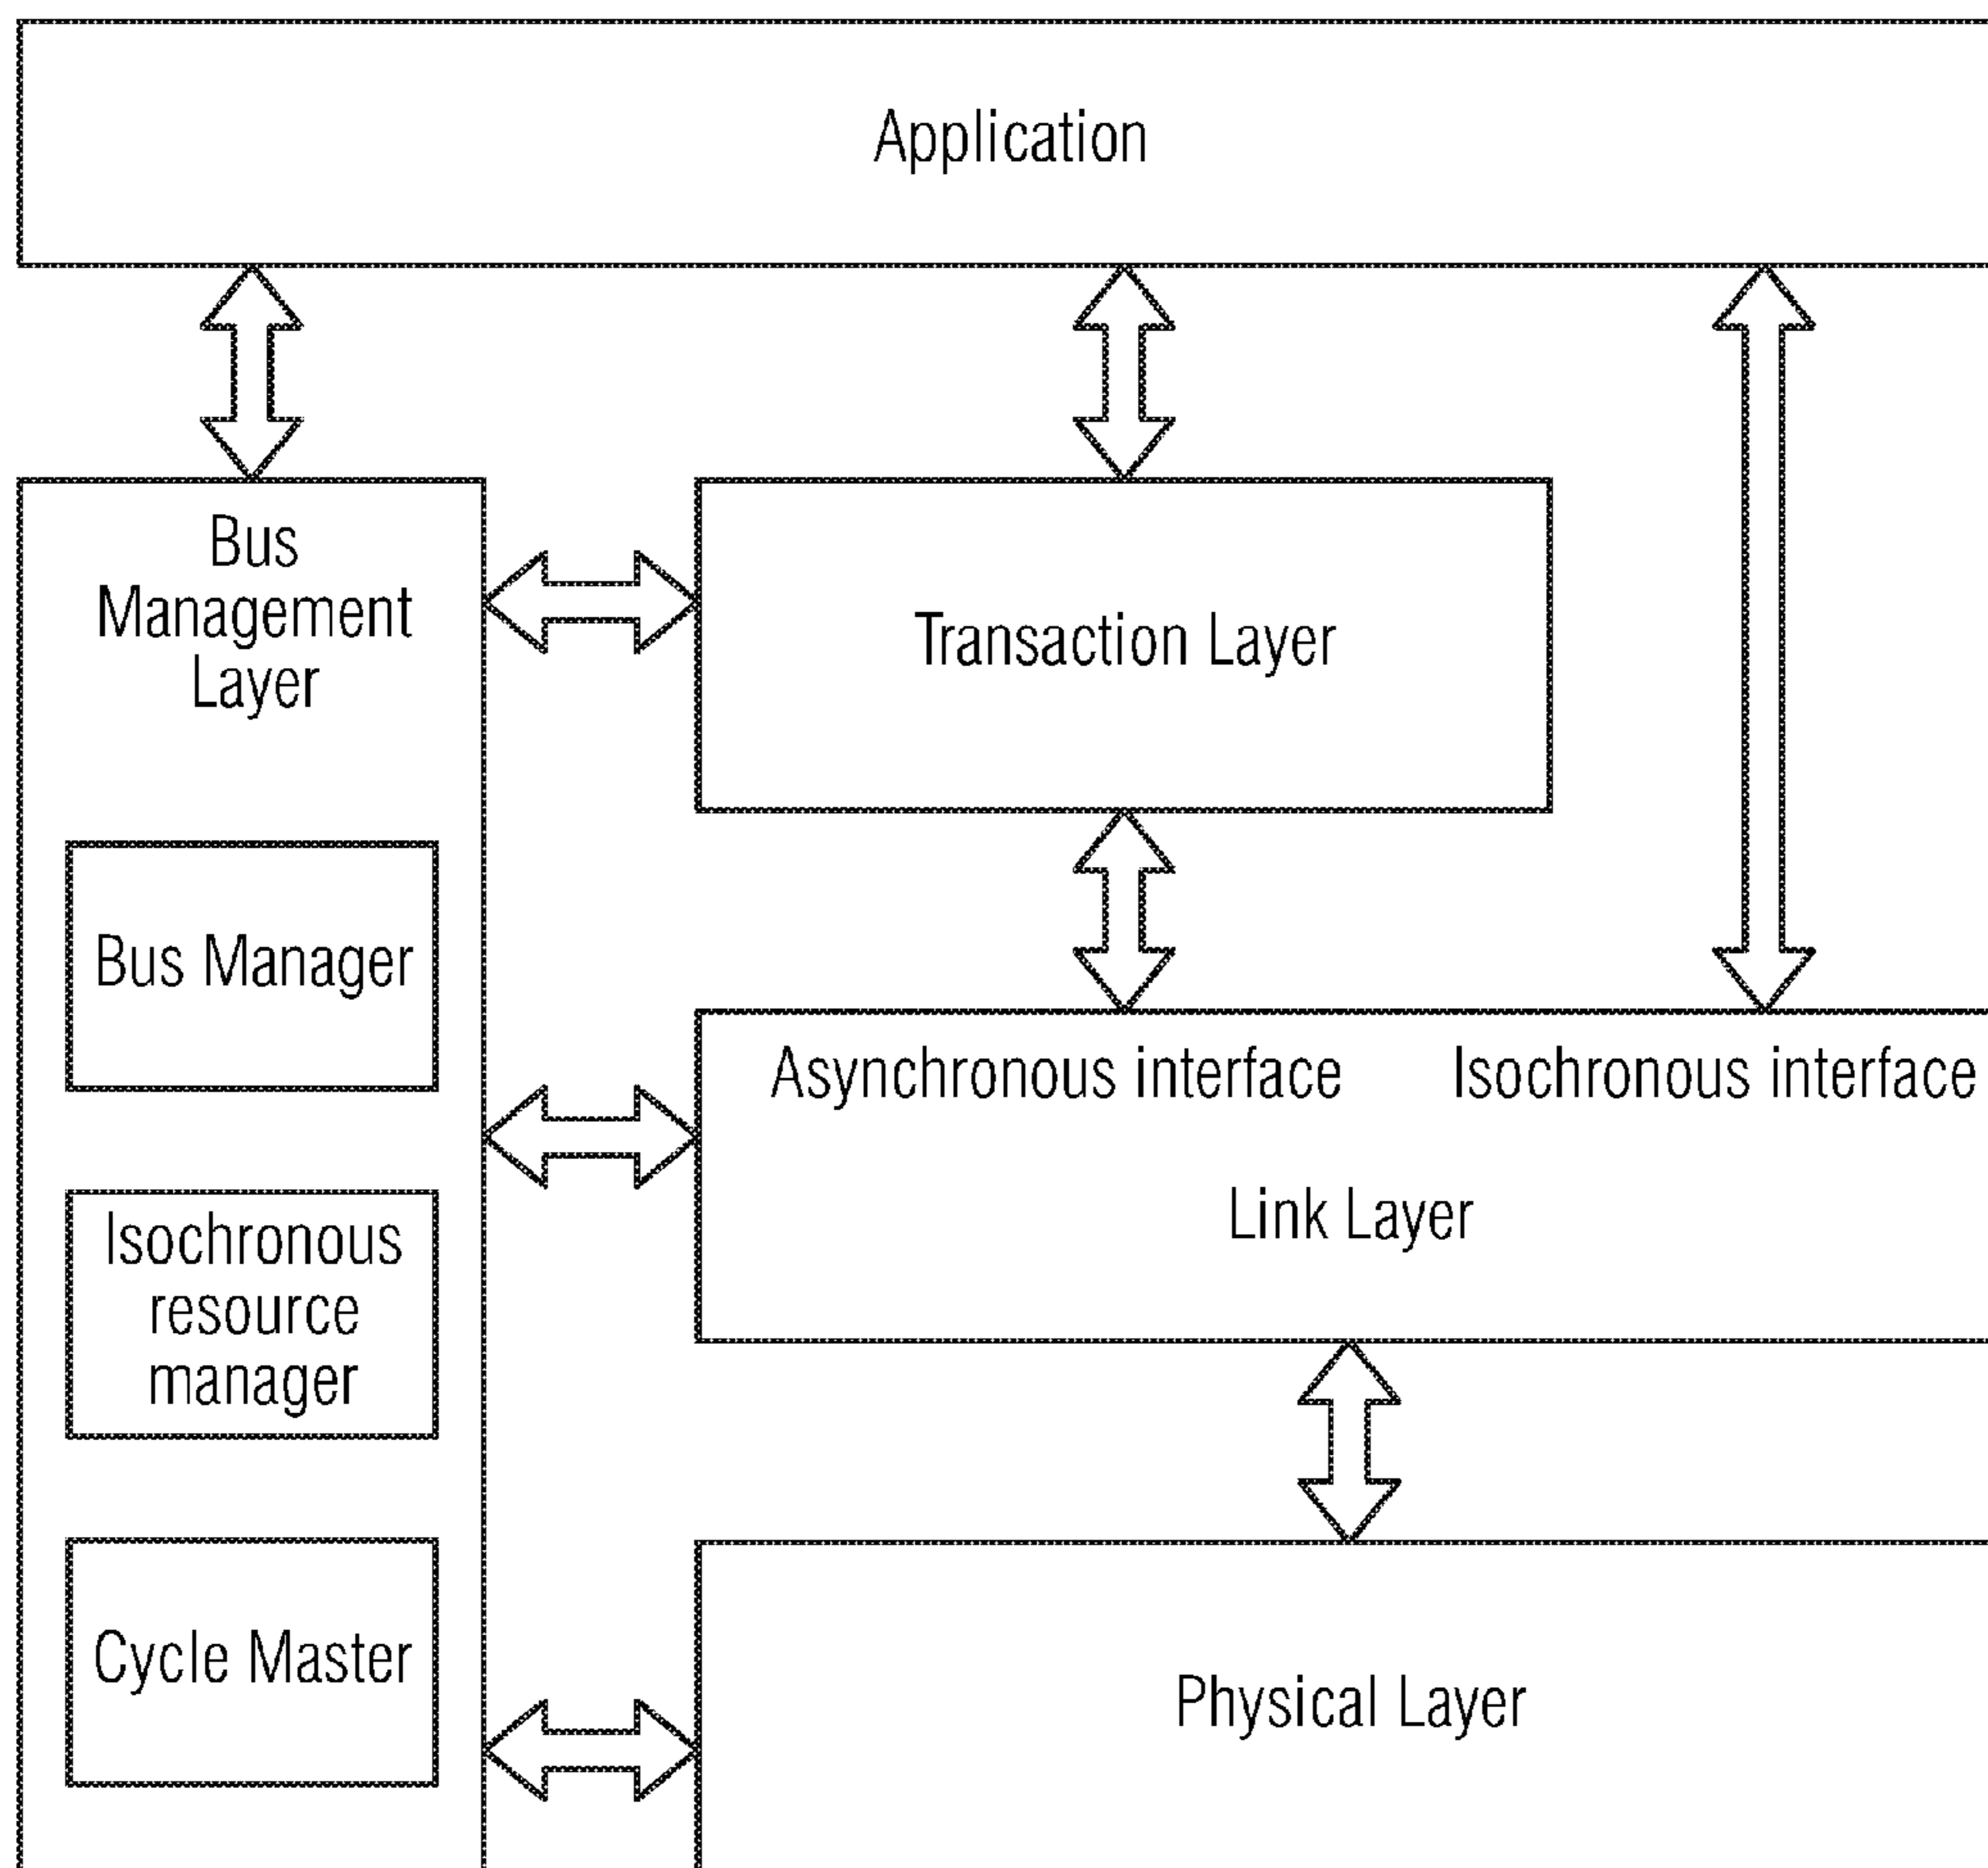 Application
Bus
Management
Layer
Transaction Layer
Bus Manager
Asynchronous interface
Isochronous interface
Link Layer
Isochronous
resource
manager
Cycle Master
Physical Layer